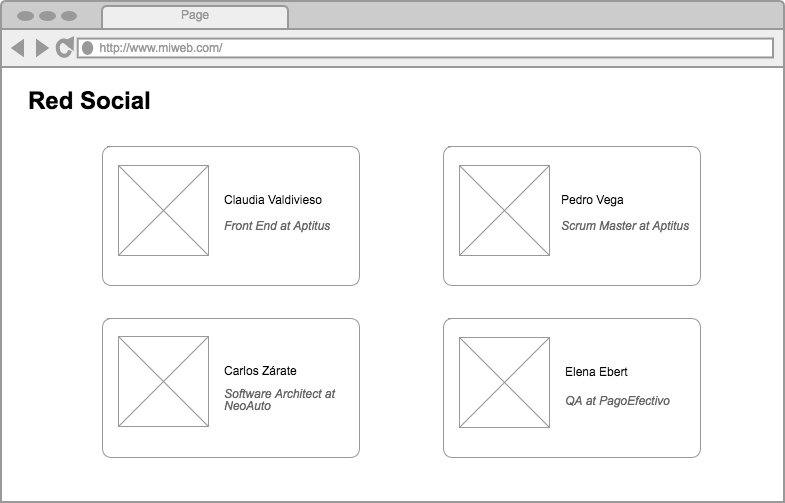 Page
http://www.miweb.com/
Red Social
Claudia Valdivieso
Front End at Aptitus
Pedro Vega
Scrum Master at Aptitus
Carlos Zárate
Software Architect at
NeoAuto
Elena Ebert
QA at PagoEfectivo